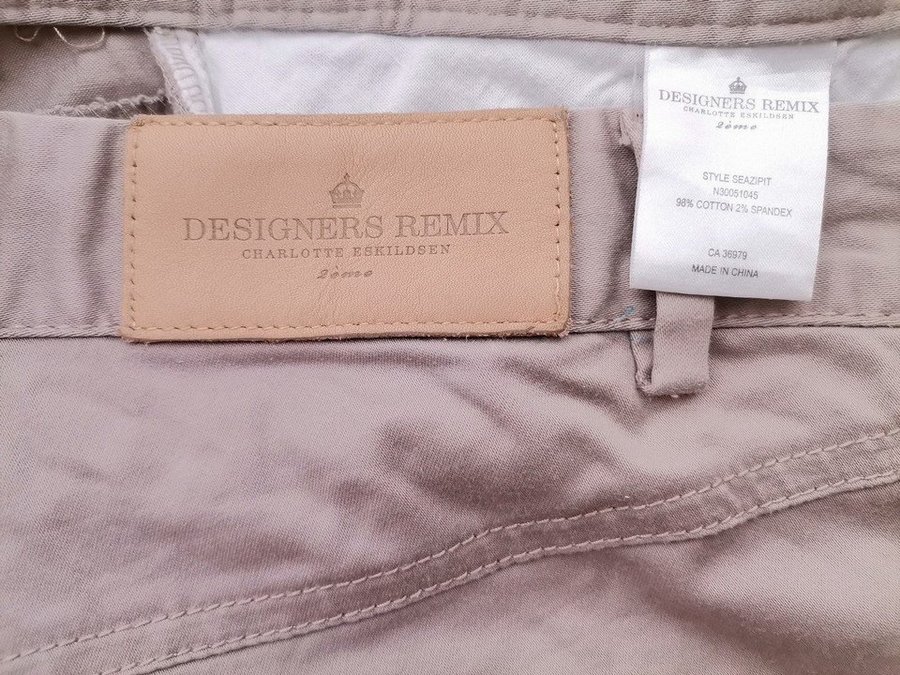 DESIGNERS REMIX
CHARLOTTE ESKILDSEN
2ème
DESIGNERS REMIX
CHARLOTTE ESKILDSEN
2ème
STYLE SEAZIPIT
N30051045
98% COTTON 2% SPANDEX
CA 36979
MADE IN CHINA